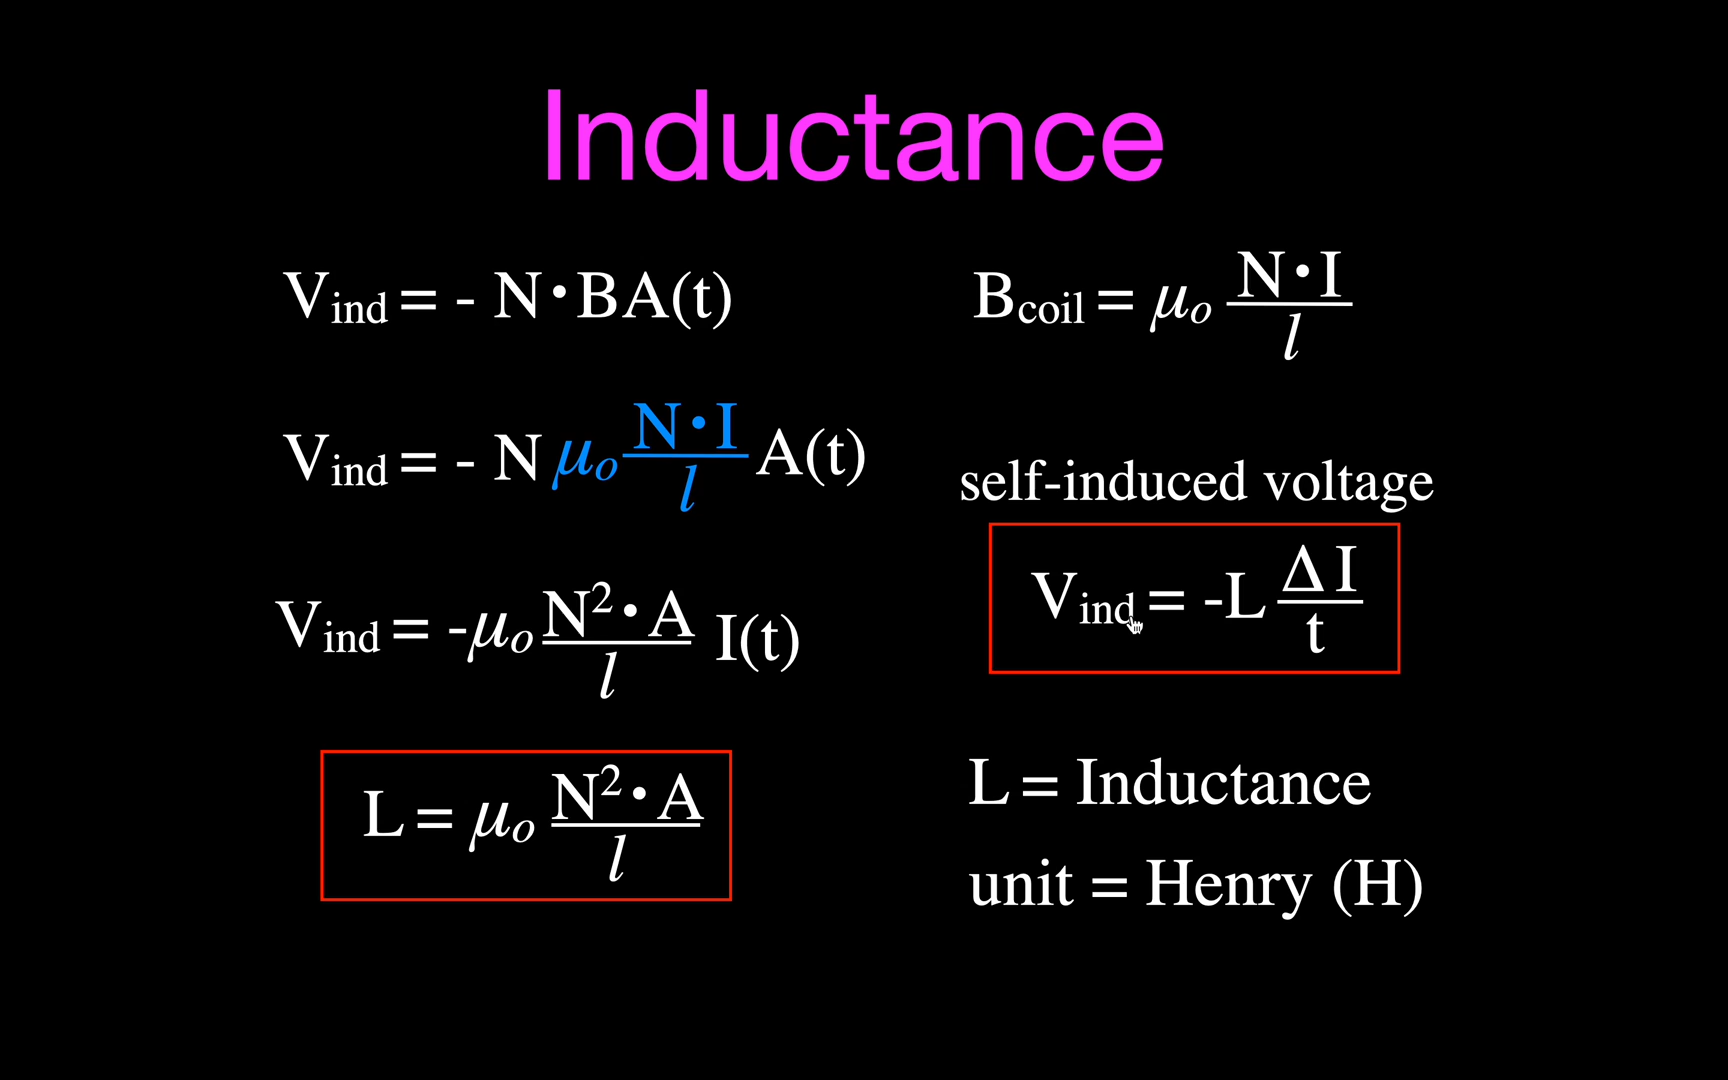 Inductance
V_ind = - N·BA(t)
B_coil = μ_o N·I / l
V_ind = - N μ_o N·I / l A(t)
self-induced voltage
V_ind = -L Δ I / t
V_ind = -μ_o N²·A / l I(t)
L = μ_o N²·A / l
L = Inductance
unit = Henry (H)